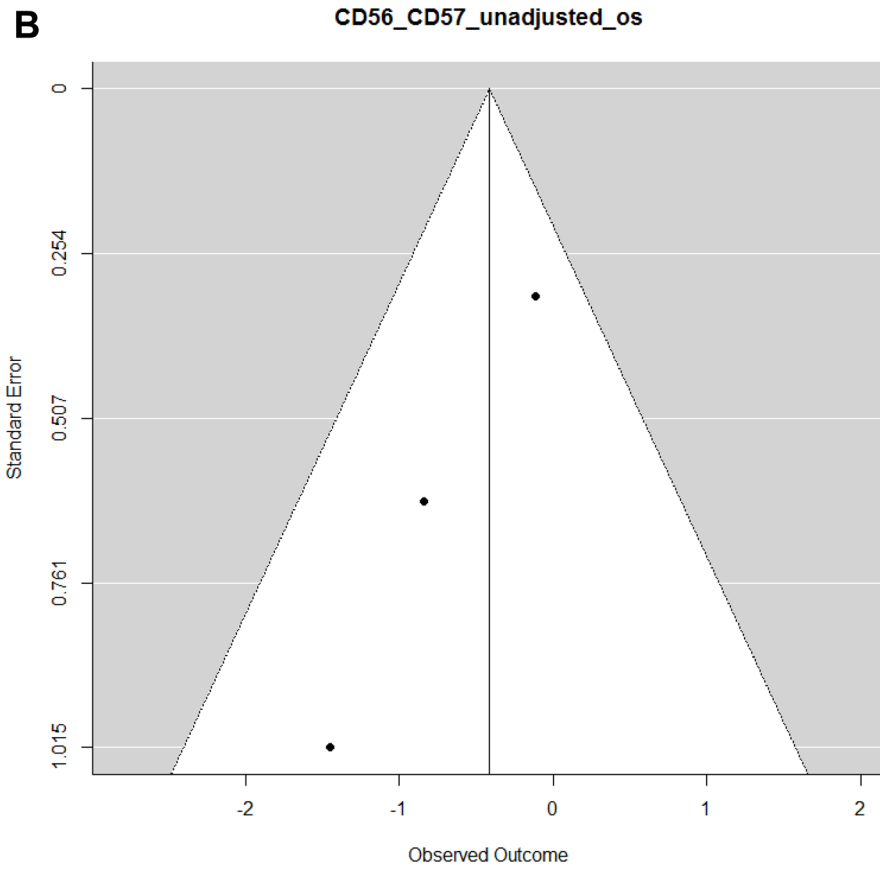 B
CD56_CD57_unadjusted_os
0
0.254
0.507
0.761
1.015
Standard Error
-2
-1
0
1
2
Observed Outcome